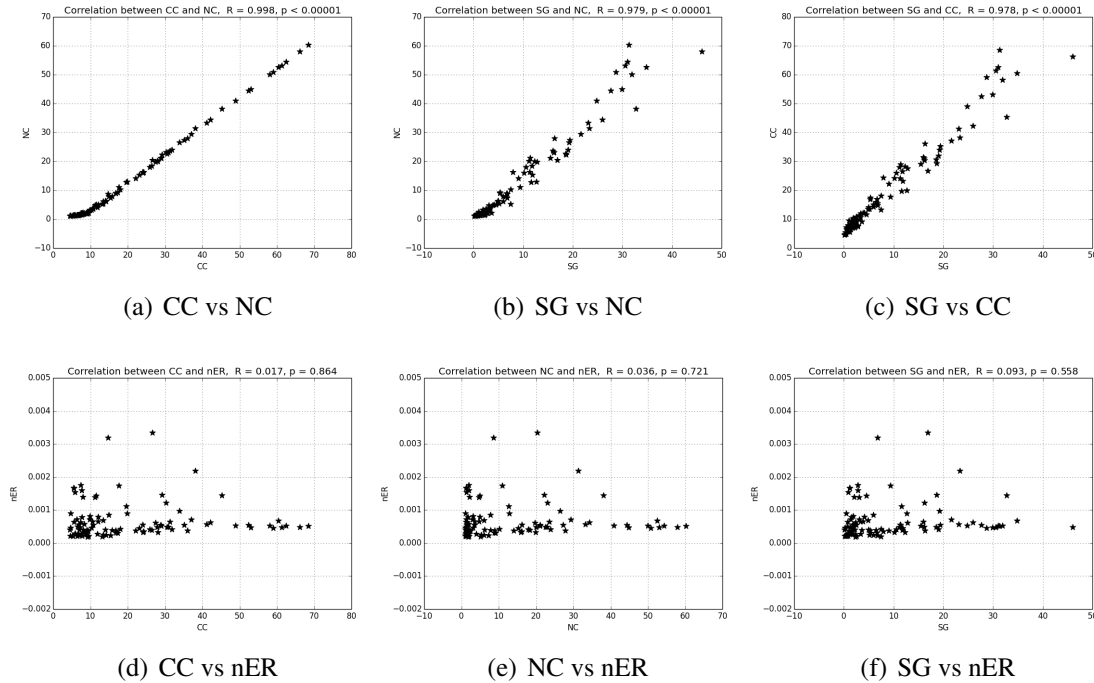 Correlation between CC and NC, R = 0.998, p < 0.00001
70
60
50
40
30
20
10
0
−10
NC
0 10 20 30 40 50 60 70 80
CC
(a) CC vs NC
Correlation between SG and NC, R = 0.979, p < 0.00001
70
60
50
40
30
20
10
0
−10
NC
−10 0 10 20 30 40 50
SG
(b) SG vs NC
Correlation between SG and CC, R = 0.978, p < 0.00001
80
70
60
50
40
30
20
10
0
CC
−10 0 10 20 30 40 50
SG
(c) SG vs CC
Correlation between CC and nER, R = 0.017, p = 0.864
0.005
0.004
0.003
0.002
0.001
0.000
−0.001
−0.002
nER
0 10 20 30 40 50 60 70 80
CC
(d) CC vs nER
Correlation between NC and nER, R = 0.036, p = 0.721
0.005
0.004
0.003
0.002
0.001
0.000
−0.001
−0.002
nER
−10 0 10 20 30 40 50 60 70
NC
(e) NC vs nER
Correlation between SG and nER, R = 0.093, p = 0.558
0.005
0.004
0.003
0.002
0.001
0.000
−0.001
−0.002
nER
−10 0 10 20 30 40 50
SG
(f) SG vs nER